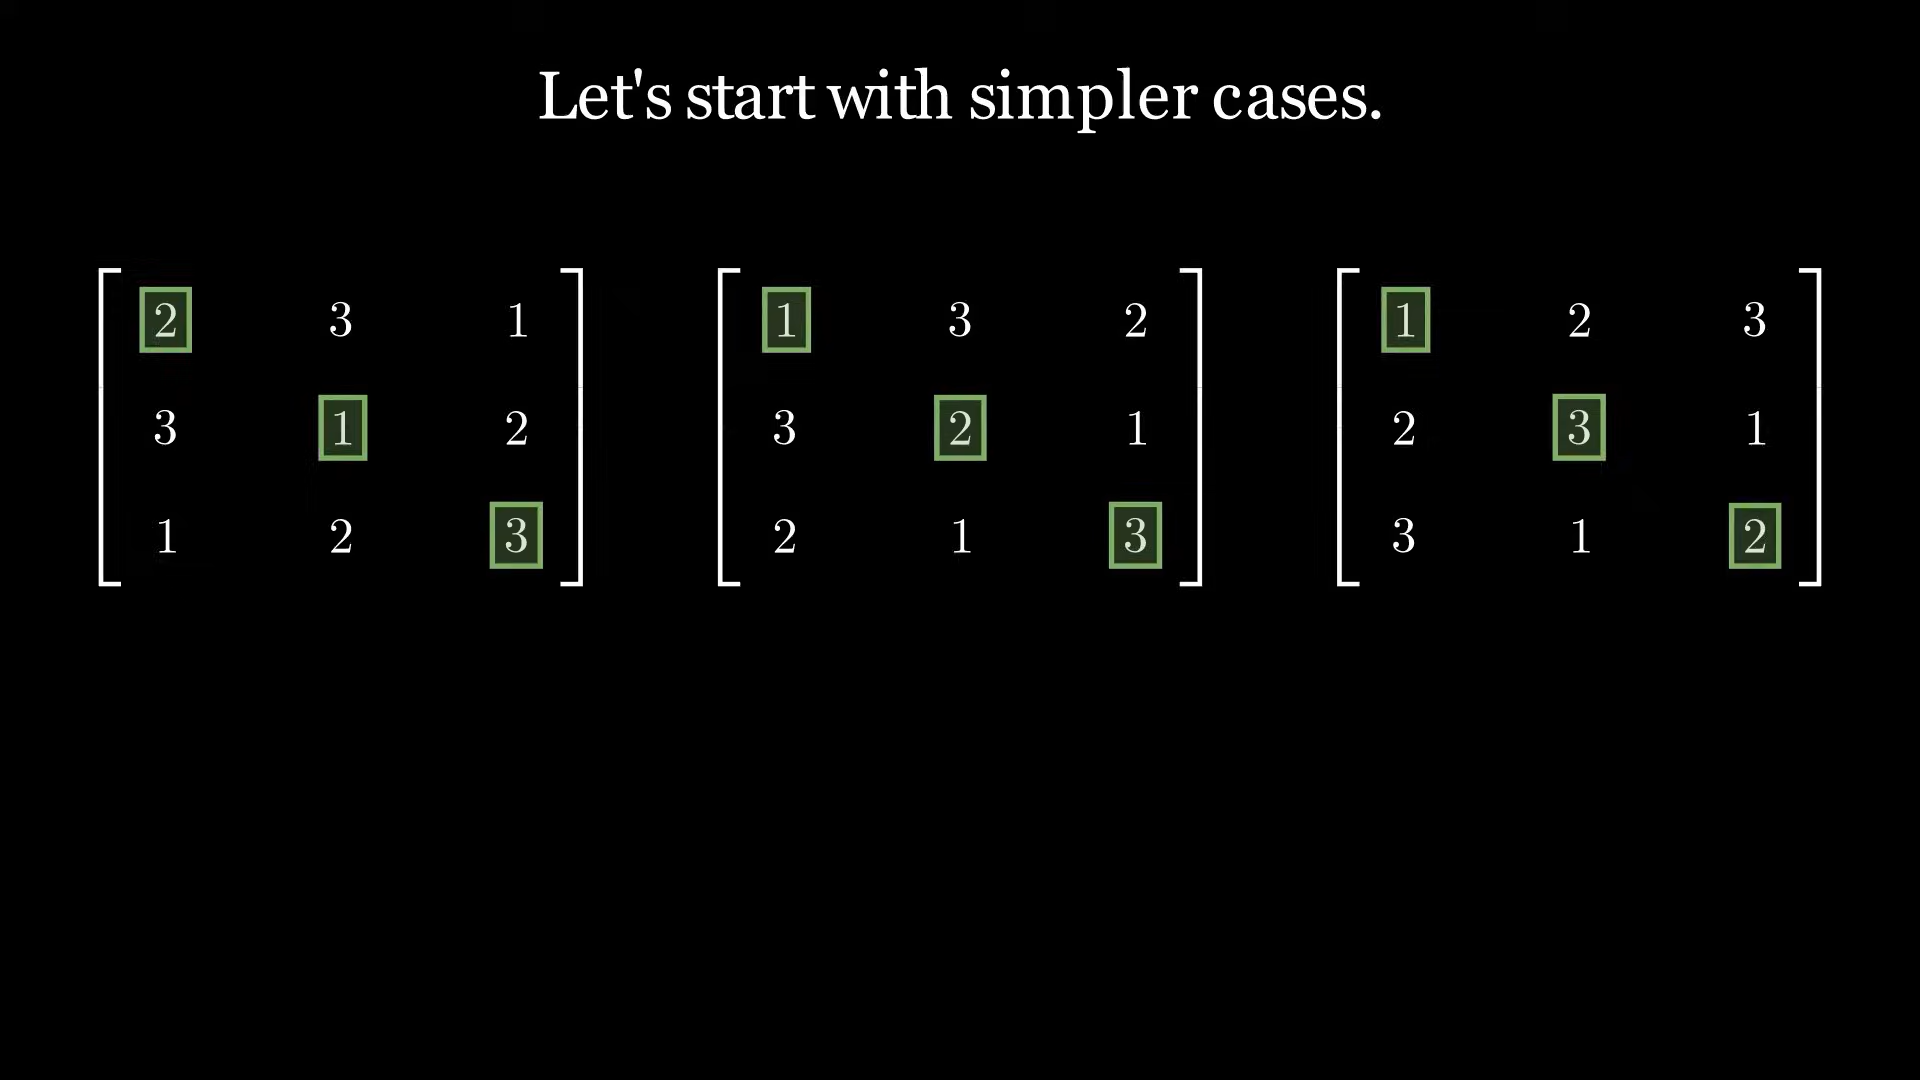 Let's start with simpler cases.
2 3 1 1 3 2 1 2 3
3 1 2 3 2 1 2 3 1
1 2 3 2 1 3 3 1 2